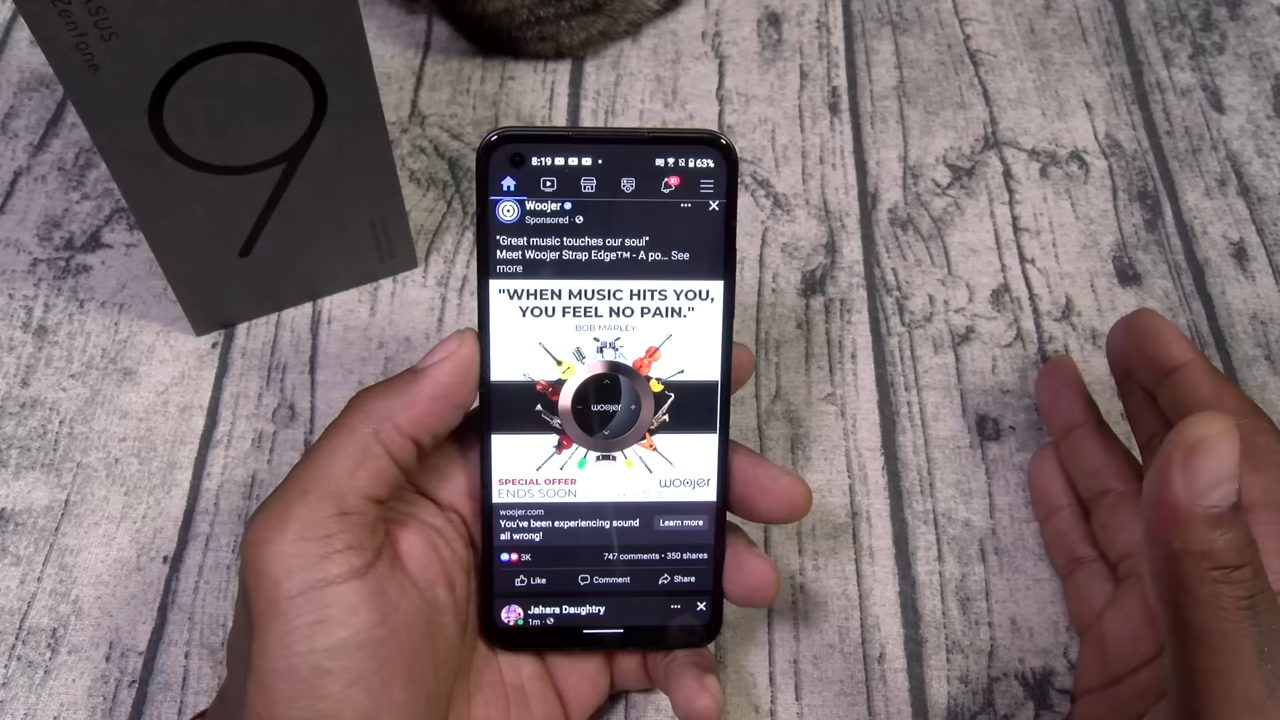 ASUS
Zenfone
9
8:19
63%
81
Woojer
Sponsored ·
"Great music touches our soul"
Meet Woojer Strap Edge™ - A po... See
more
"WHEN MUSIC HITS YOU,
YOU FEEL NO PAIN."
BOB MARLEY
woojer
SPECIAL OFFER
ENDS SOON
woojer
woojer.com
You've been experiencing sound
all wrong!
Learn more
3K
747 comments • 350 shares
Like
Comment
Share
Jahara Daughtry
1m ·